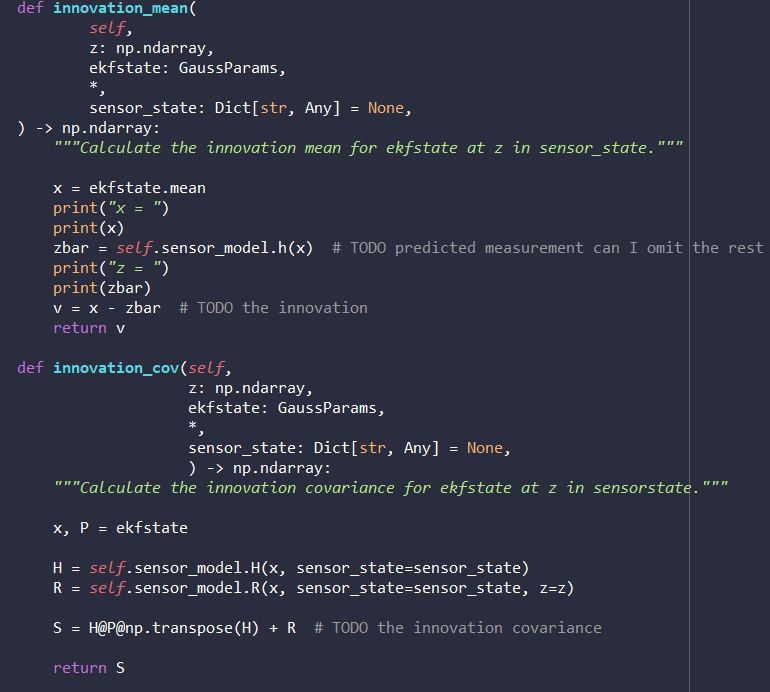 def innovation_mean(
        self,
        z: np.ndarray,
        ekfstate: GaussParams,
        *,
        sensor_state: Dict[str, Any] = None,
) -> np.ndarray:
    """Calculate the innovation mean for ekfstate at z in sensor_state."""

    x = ekfstate.mean
    print("x = ")
    print(x)
    zbar = self.sensor_model.h(x)  # TODO predicted measurement can I omit the rest
    print("z = ")
    print(zbar)
    v = x - zbar  # TODO the innovation
    return v

def innovation_cov(self,
                   z: np.ndarray,
                   ekfstate: GaussParams,
                   *,
                   sensor_state: Dict[str, Any] = None,
                   ) -> np.ndarray:
    """Calculate the innovation covariance for ekfstate at z in sensorstate."""

    x, P = ekfstate

    H = self.sensor_model.H(x, sensor_state=sensor_state)
    R = self.sensor_model.R(x, sensor_state=sensor_state, z=z)

    S = H@P@np.transpose(H) + R  # TODO the innovation covariance

    return S